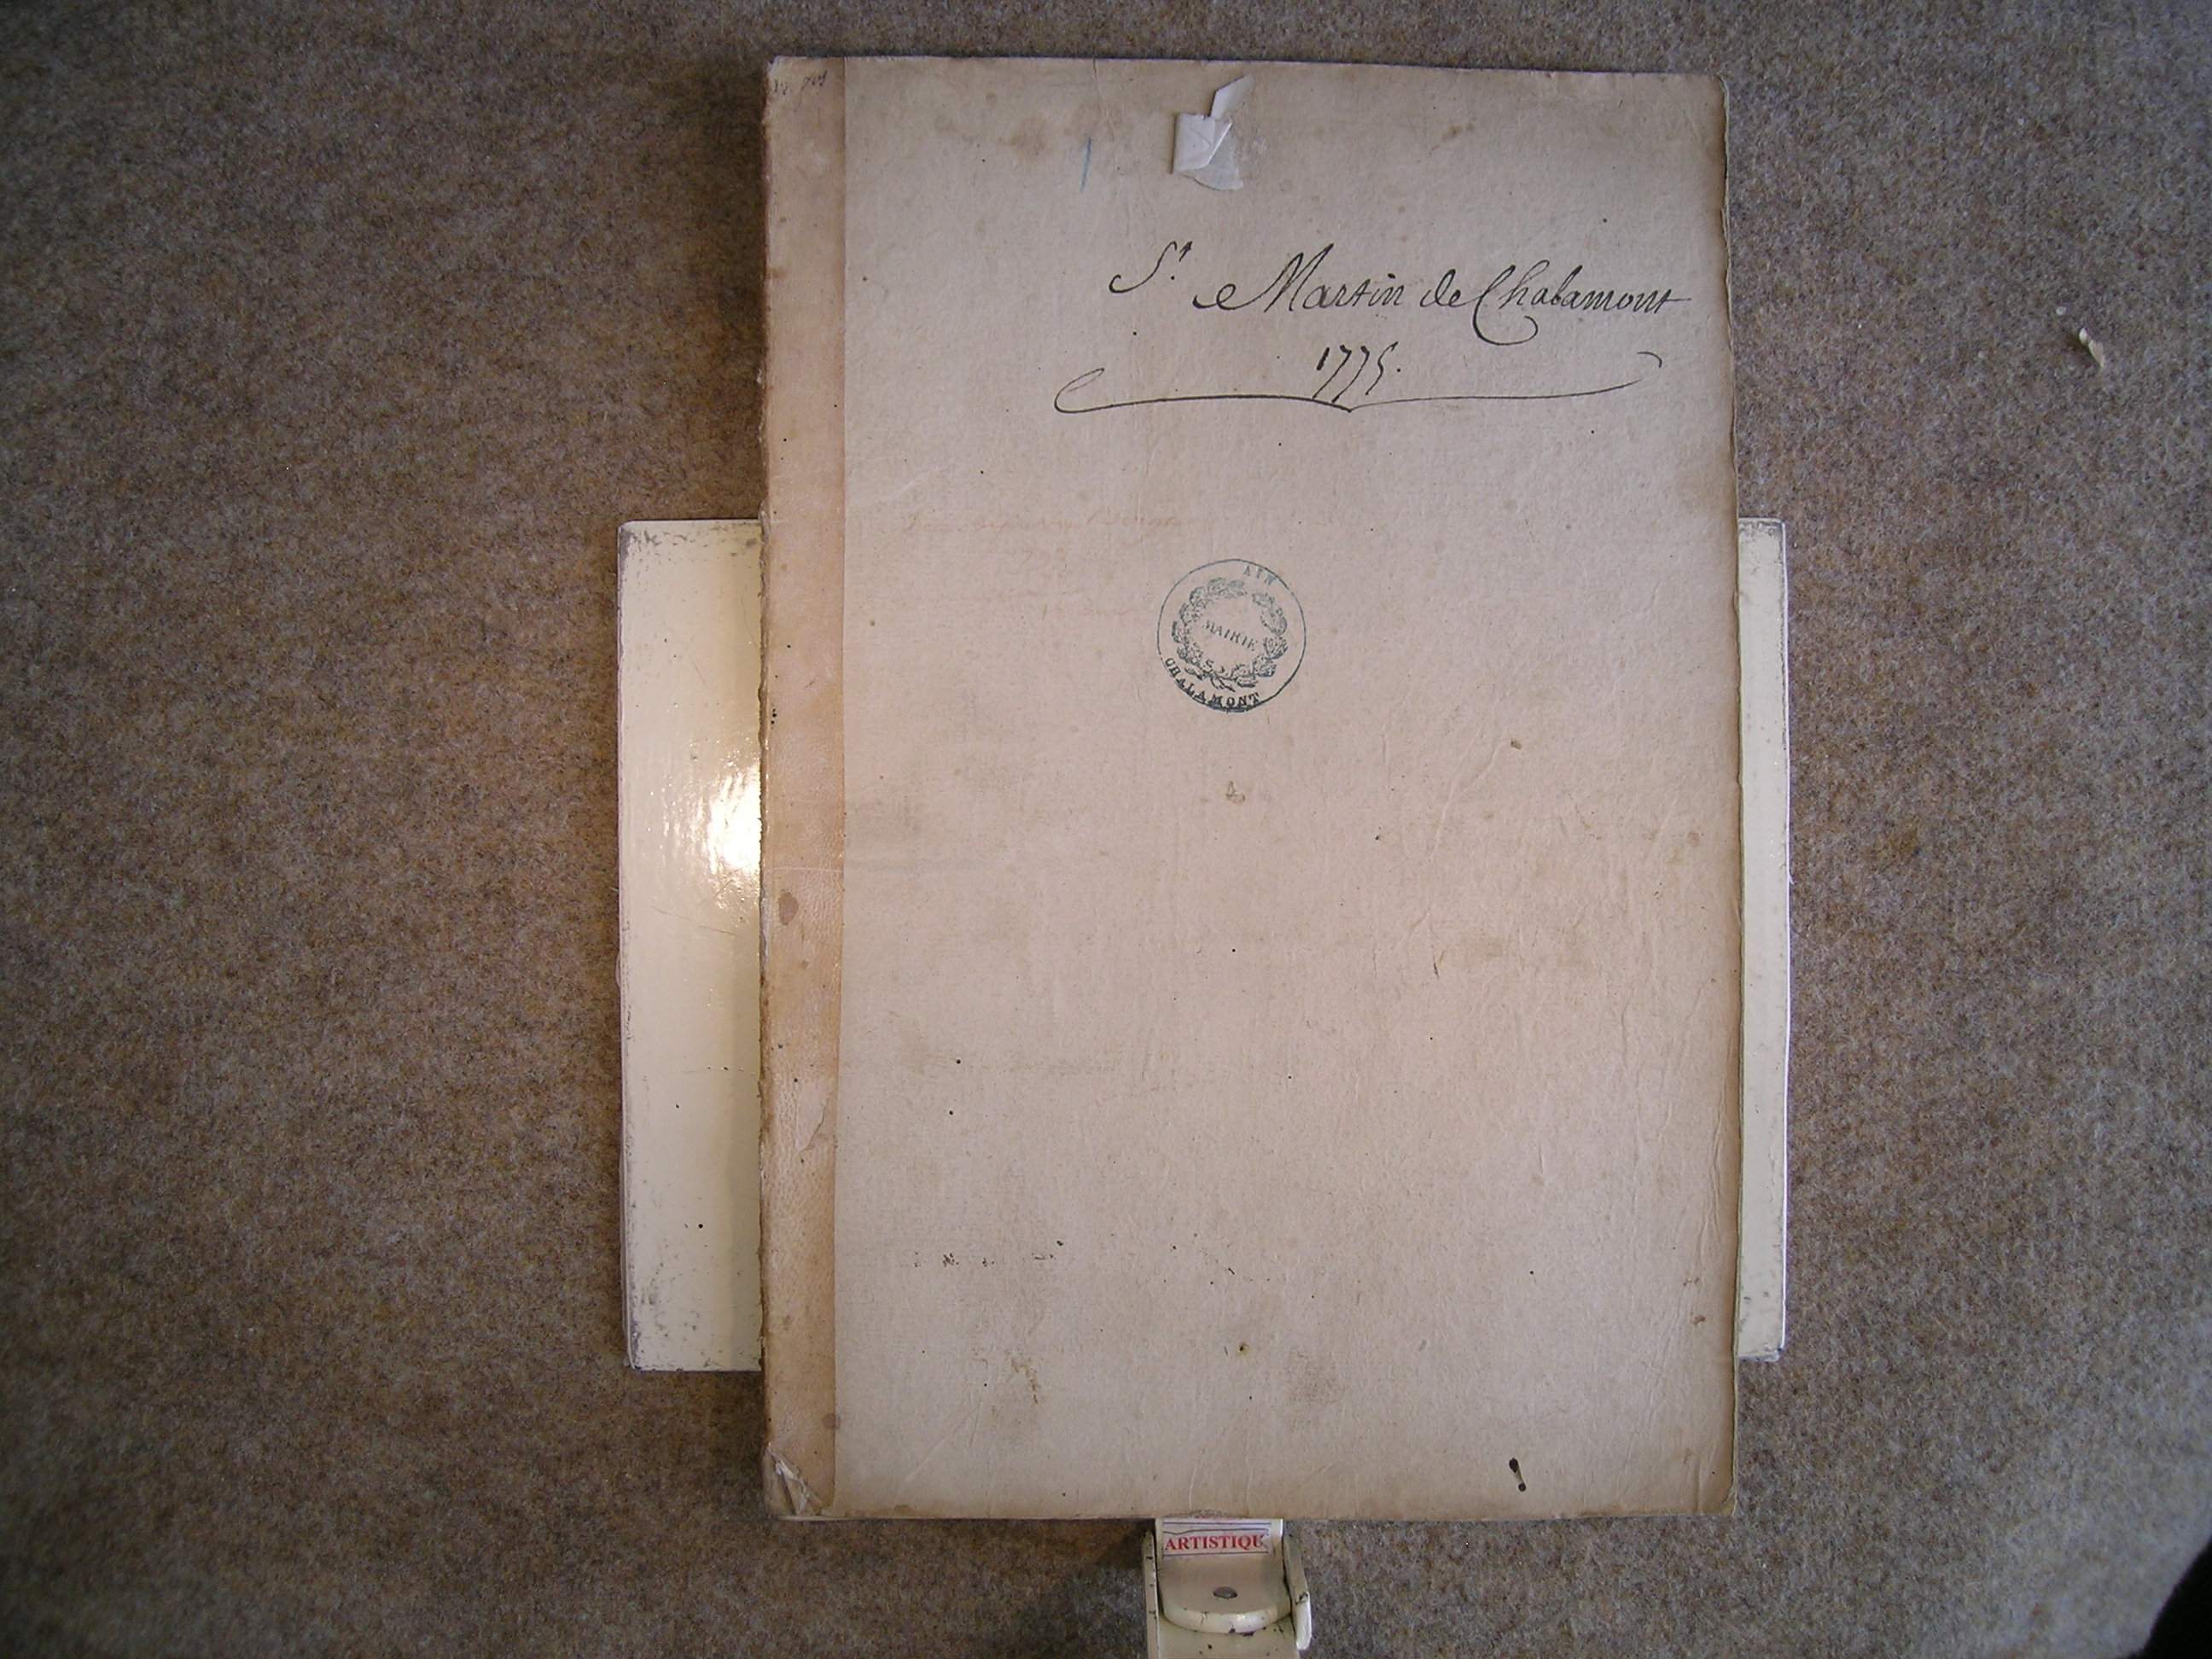 St. Martin de Chalamont
1775.
AIN
MAIRIE
CHALAMONT
ARTISTIQU